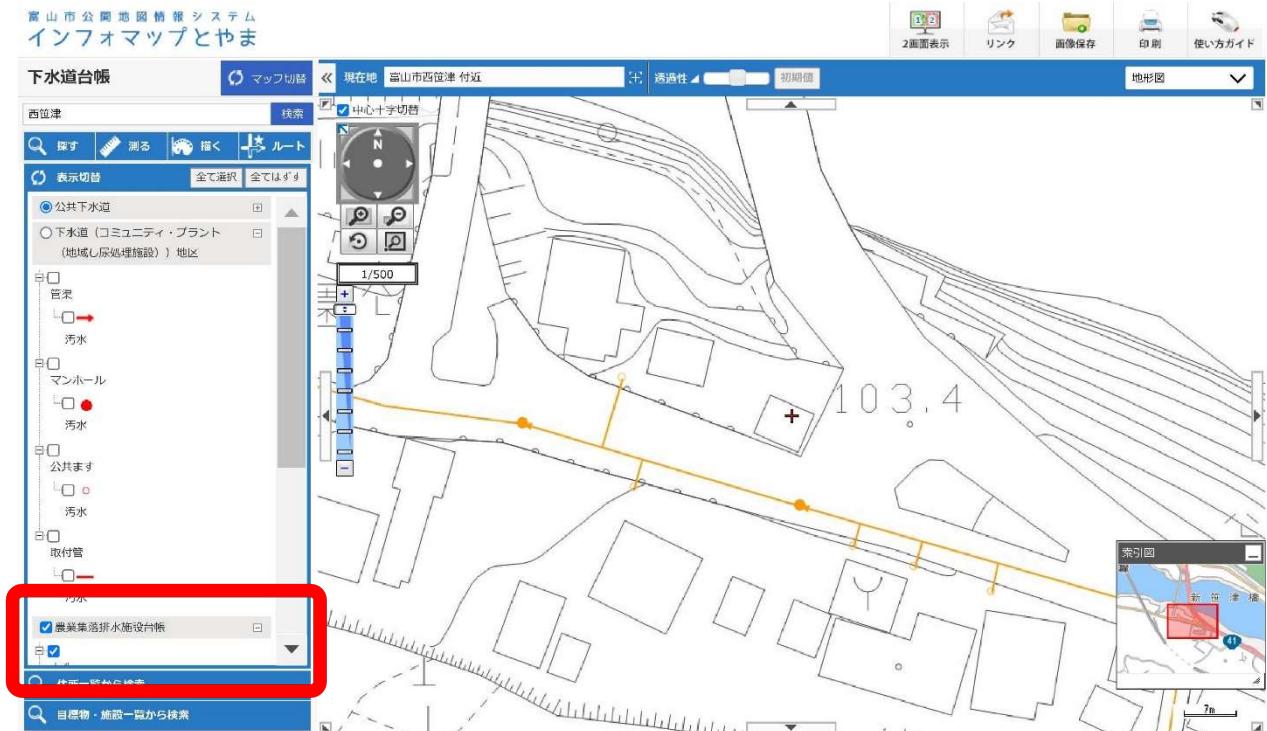 富山市公開地図情報システム
インフォマップとやま
2画面表示
リンク
画像保存
印刷
使い方ガイド
下水道台帳
マップ切替
現在地
富山市西笹津 付近
透過性
初期値
地形図
西笹津
検索
中心十字切替
探す
測る
描く
ルート
N
表示切替
全て選択
全てはずす
公共下水道
下水道（コミュニティ・プラント
（地域し尿処理施設））地区
1/500
管渠
汚水
マンホール
汚水
103.4
公共ます
汚水
取付管
汚水
索引図
新笹津橋
41
農業集落排水施設台帳
住所一覧から検索
目標物・施設一覧から検索
7m